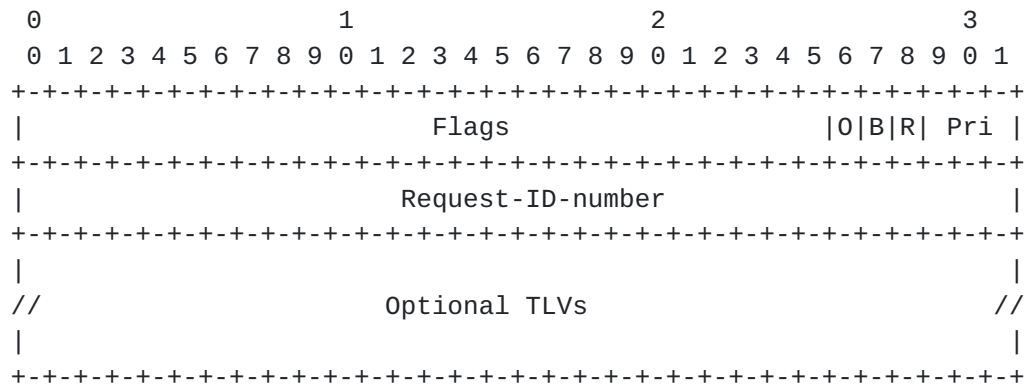 0                   1                   2                   3
 0 1 2 3 4 5 6 7 8 9 0 1 2 3 4 5 6 7 8 9 0 1 2 3 4 5 6 7 8 9 0 1
+-+-+-+-+-+-+-+-+-+-+-+-+-+-+-+-+-+-+-+-+-+-+-+-+-+-+-+-+-+-+-+-+
|                          Flags                    |O|B|R| Pri |
+-+-+-+-+-+-+-+-+-+-+-+-+-+-+-+-+-+-+-+-+-+-+-+-+-+-+-+-+-+-+-+-+
|                        Request-ID-number                      |
+-+-+-+-+-+-+-+-+-+-+-+-+-+-+-+-+-+-+-+-+-+-+-+-+-+-+-+-+-+-+-+-+
|                                                               |
//                      Optional TLVs                          //
|                                                               |
+-+-+-+-+-+-+-+-+-+-+-+-+-+-+-+-+-+-+-+-+-+-+-+-+-+-+-+-+-+-+-+-+